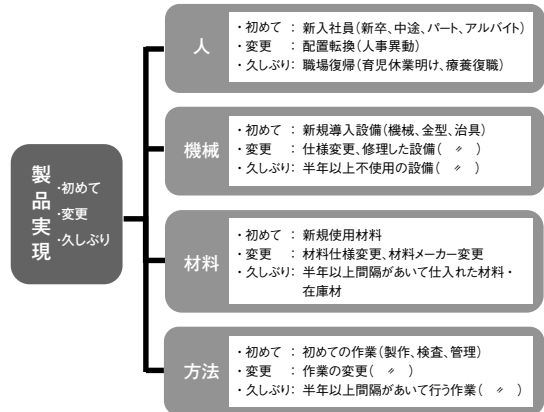 製品実現
・初めて
・変更
・久しぶり
人
・初めて ： 新入社員(新卒、中途、パート、アルバイト)
・変更 ： 配置転換(人事異動)
・久しぶり： 職場復帰(育児休業明け、療養復職)
機械
・初めて ： 新規導入設備(機械、金型、治具)
・変更 ： 仕様変更、修理した設備( 〃 )
・久しぶり： 半年以上不使用の設備( 〃 )
材料
・初めて ： 新規使用材料
・変更 ： 材料仕様変更、材料メーカー変更
・久しぶり： 半年以上間隔があいて仕入れた材料・
在庫材
方法
・初めて ： 初めての作業(製作、検査、管理)
・変更 ： 作業の変更( 〃 )
・久しぶり： 半年以上間隔があいて行う作業( 〃 )